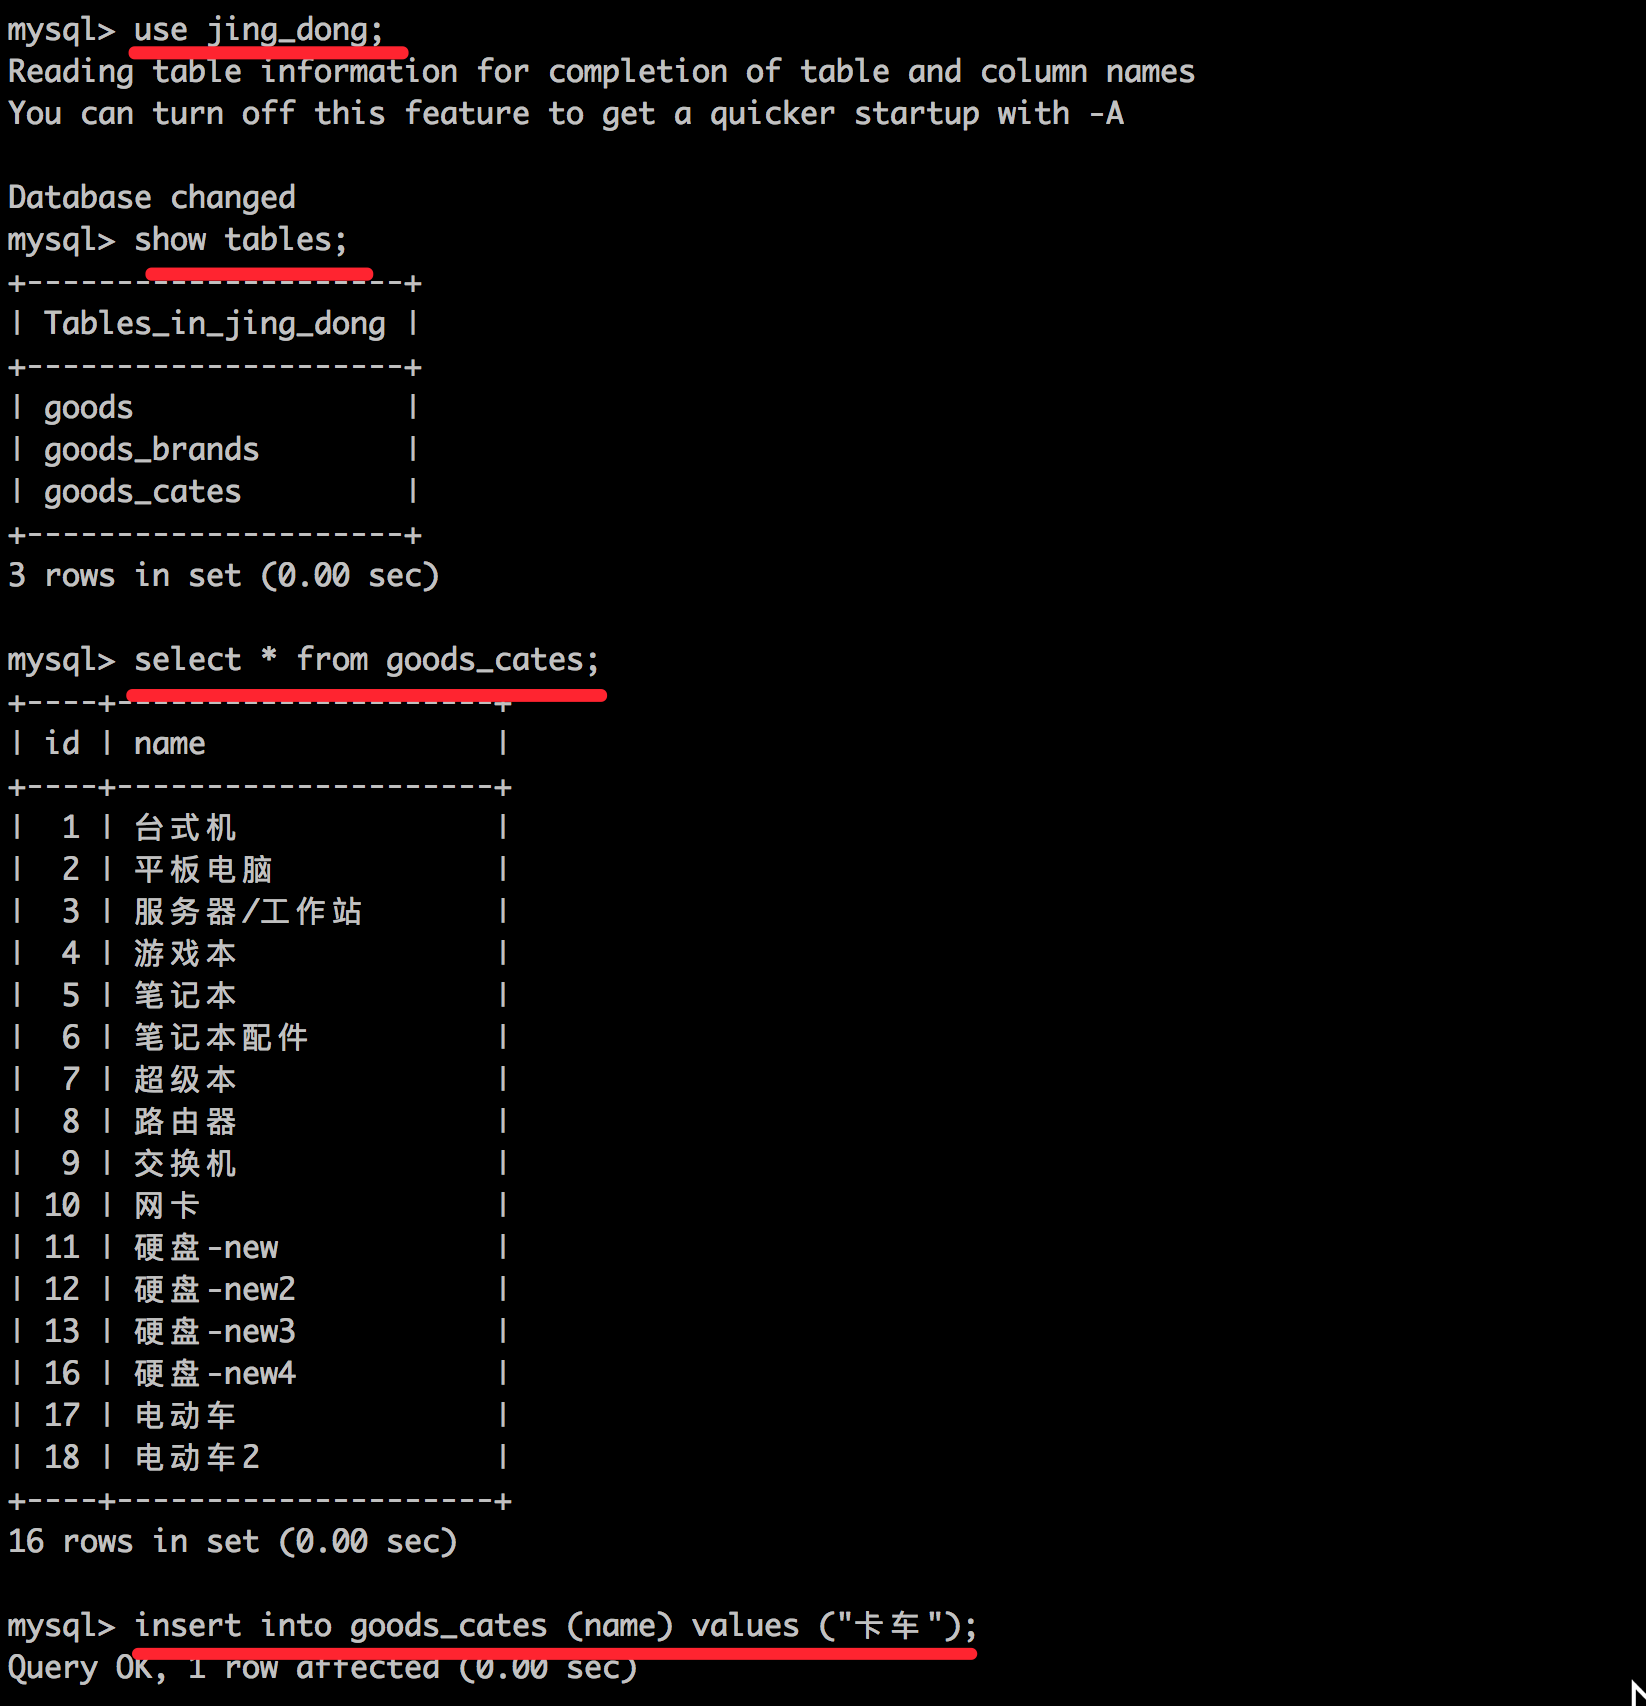 mysql> use jing_dong;
Reading table information for completion of table and column names
You can turn off this feature to get a quicker startup with -A
Database changed
mysql> show tables;
+---------------------+
| Tables_in_jing_dong |
+---------------------+
| goods               |
| goods_brands        |
| goods_cates         |
+---------------------+
3 rows in set (0.00 sec)
mysql> select * from goods_cates;
+----+---------------------+
| id | name                |
+----+---------------------+
|  1 | 台式机              |
|  2 | 平板电脑            |
|  3 | 服务器/工作站       |
|  4 | 游戏本              |
|  5 | 笔记本              |
|  6 | 笔记本配件          |
|  7 | 超级本              |
|  8 | 路由器              |
|  9 | 交换机              |
| 10 | 网卡                |
| 11 | 硬盘-new            |
| 12 | 硬盘-new2           |
| 13 | 硬盘-new3           |
| 16 | 硬盘-new4           |
| 17 | 电动车              |
| 18 | 电动车2             |
+----+---------------------+
16 rows in set (0.00 sec)
mysql> insert into goods_cates (name) values ("卡车");
Query OK, 1 row affected (0.00 sec)